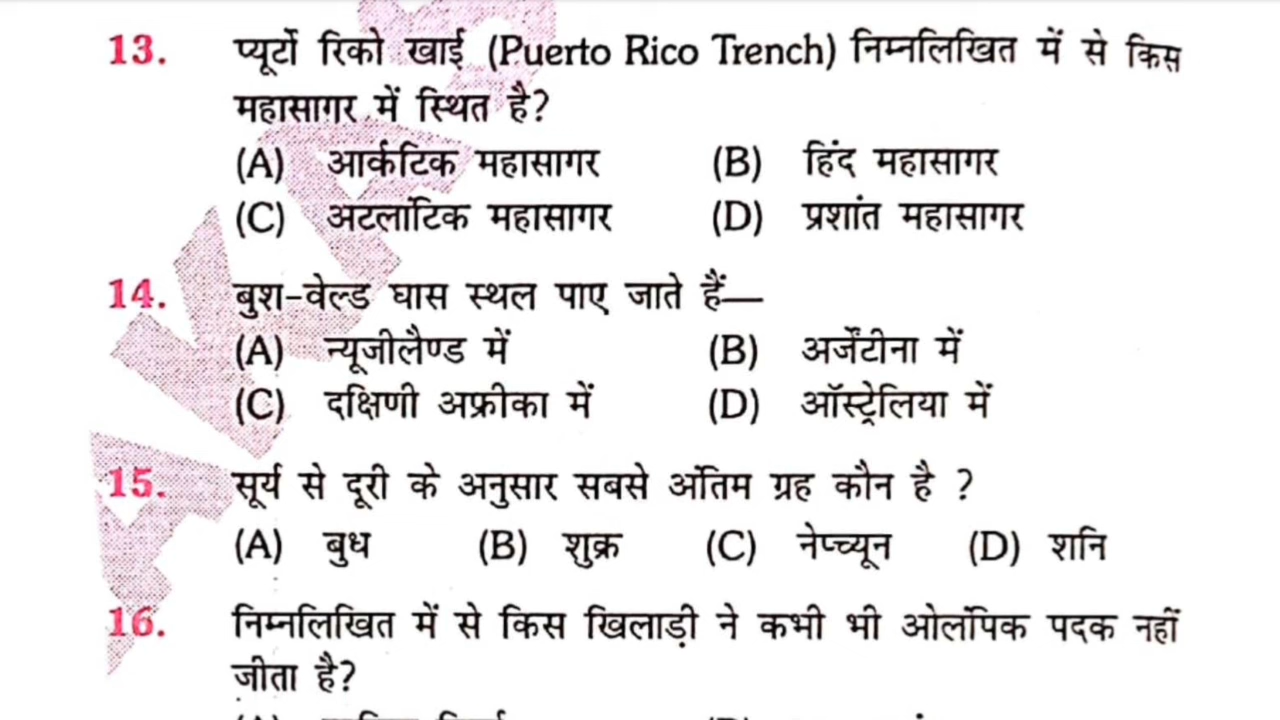 13. प्यूर्टो रिको खाई (Puerto Rico Trench) निम्नलिखित में से किस
महासागर में स्थित है?
(A) आर्कटिक महासागर (B) हिंद महासागर
(C) अटलांटिक महासागर (D) प्रशांत महासागर
14. बुश-वेल्ड घास स्थल पाए जाते हैं—
(A) न्यूजीलैण्ड में (B) अर्जेंटीना में
(C) दक्षिणी अफ्रीका में (D) ऑस्ट्रेलिया में
15. सूर्य से दूरी के अनुसार सबसे अंतिम ग्रह कौन है ?
(A) बुध (B) शुक्र (C) नेप्च्यून (D) शनि
16. निम्नलिखित में से किस खिलाड़ी ने कभी भी ओलंपिक पदक नहीं
जीता है?